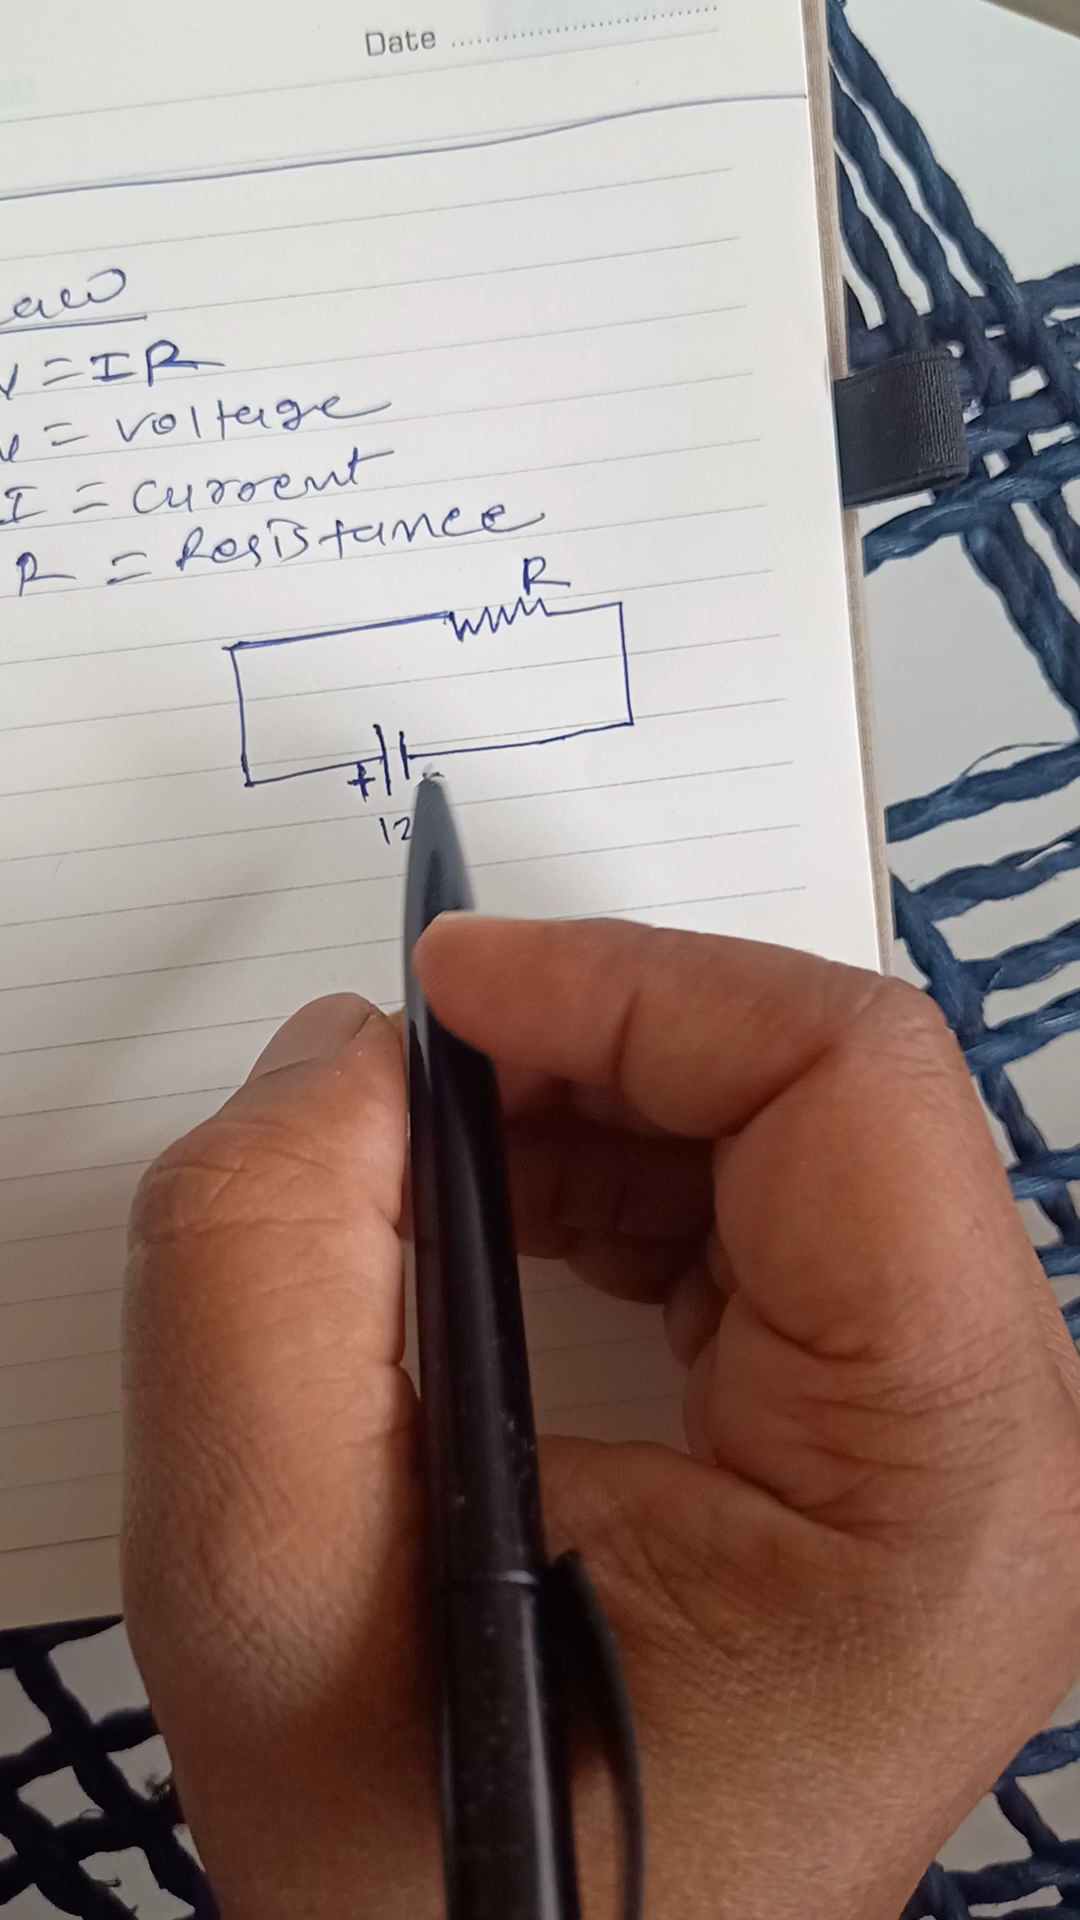 Date
V = IR
V = voltage
I = current
R = Resistance
R
+
12